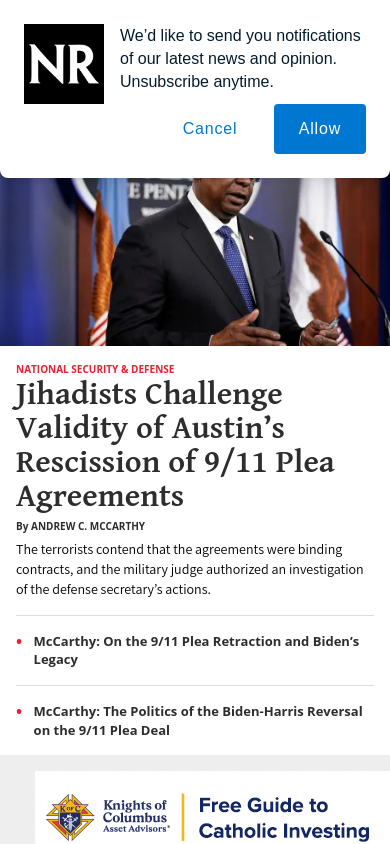 NR
We’d like to send you notifications
of our latest news and opinion.
Unsubscribe anytime.
Cancel
Allow
NATIONAL SECURITY & DEFENSE
Jihadists Challenge
Validity of Austin’s
Rescission of 9/11 Plea
Agreements
By ANDREW C. MCCARTHY
The terrorists contend that the agreements were binding
contracts, and the military judge authorized an investigation
of the defense secretary’s actions.
• McCarthy: On the 9/11 Plea Retraction and Biden’s
Legacy
• McCarthy: The Politics of the Biden-Harris Reversal
on the 9/11 Plea Deal
K of C
Knights of
Columbus
Asset Advisors®
Free Guide to
Catholic Investing